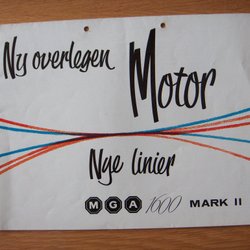 Ny overlegen Motor
Nye linier
MGA 1600 MARK II